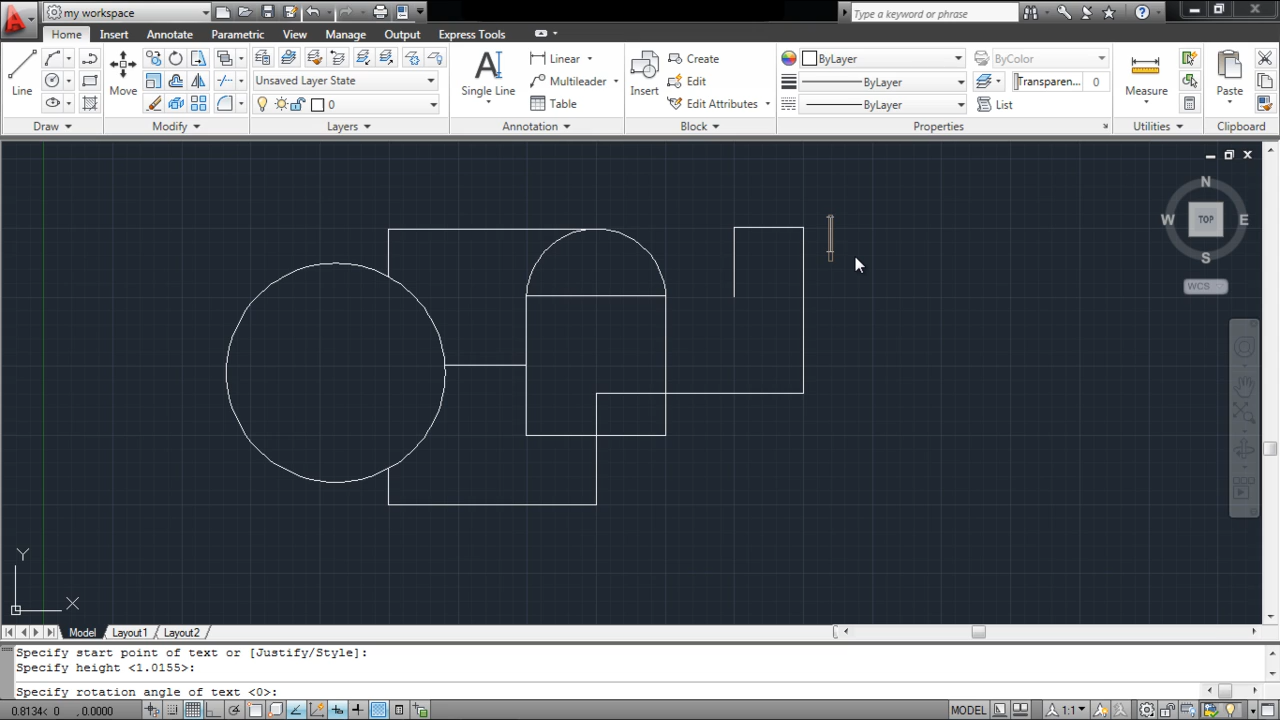 my workspace
Type a keyword or phrase
Home Insert Annotate Parametric View Manage Output Express Tools
Line
Move
Unsaved Layer State
0
A
Single Line
Linear
Multileader
Table
Insert
Create
Edit
Edit Attributes
ByLayer
ByLayer
ByLayer
ByColor
Transparen... 0
List
Measure
Paste
Draw Modify Layers Annotation Block Properties Utilities Clipboard
N
W TOP E
S
WCS
Y
X
Model Layout1 Layout2
Specify start point of text or [Justify/Style]:
Specify height <1.0155>:
Specify rotation angle of text <0>:
0.8134< 0 , 0.0000
MODEL
1:1